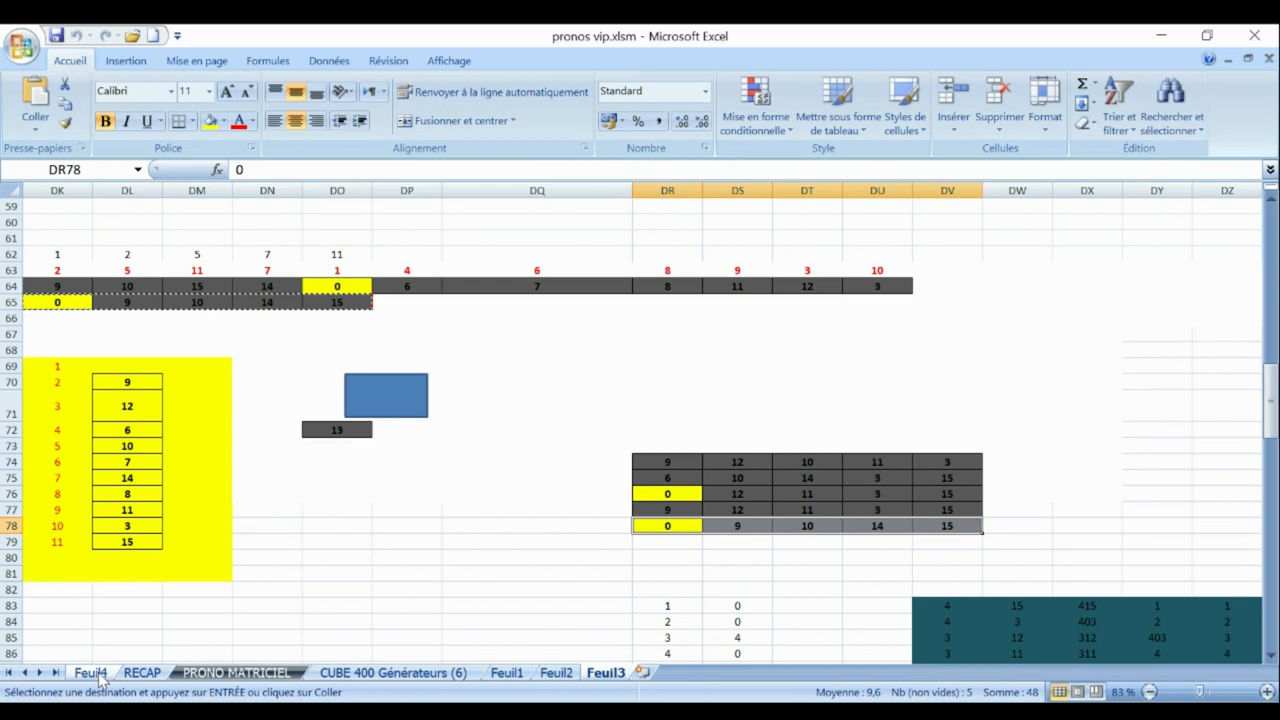 pronos vip.xlsm - Microsoft Excel
Accueil Insertion Mise en page Formules Données Révision Affichage
Coller Calibri 11 A A Renvoyer à la ligne automatiquement Standard Mise en forme conditionnelle Mettre sous forme de tableau Styles de cellules Insérer Supprimer Format Σ Trier et filtrer Rechercher et sélectionner
B I U A Fusionner et centrer % ,
Presse-papiers Police Alignement Nombre Style Cellules Édition
DR78 fx 0
DK DL DM DN DO DP DQ DR DS DT DU DV DW DX DY DZ
59
60
61
62 1 2 5 7 11
63 2 5 11 7 1 4 6 8 9 3 10
64 9 10 15 14 0 6 7 8 11 12 3
65 0 9 10 14 15
66
67
68
69 1
70 2 9
71 3 12
72 4 6 13
73 5 10
74 6 7 9 12 10 11 3
75 7 14 6 10 14 3 15
76 8 8 0 12 11 3 15
77 9 11 9 12 11 3 15
78 10 3 0 9 10 14 15
79 11 15
80
81
82
83 1 0 4 15 415 1 1
84 2 0 4 3 403 2 2
85 3 4 3 12 312 403 3
86 4 0 3 11 311 4 4
Feuil4 RECAP PRONO MATRICIEL CUBE 400 Générateurs (6) Feuil1 Feuil2 Feuil3
Sélectionnez une destination et appuyez sur ENTRÉE ou cliquez sur Coller Moyenne : 9,6 Nb (non vides) : 5 Somme : 48 83 %